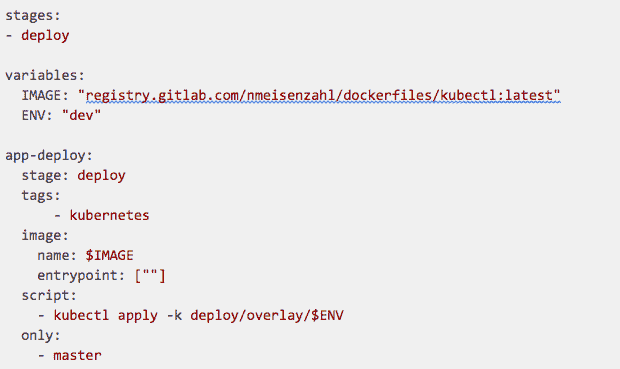 stages:
- deploy
variables:
  IMAGE: "registry.gitlab.com/nmeisenzahl/dockerfiles/kubectl:latest"
  ENV: "dev"
app-deploy:
  stage: deploy
  tags:
      - kubernetes
  image:
    name: $IMAGE
    entrypoint: [""]
  script:
    - kubectl apply -k deploy/overlay/$ENV
  only:
    - master